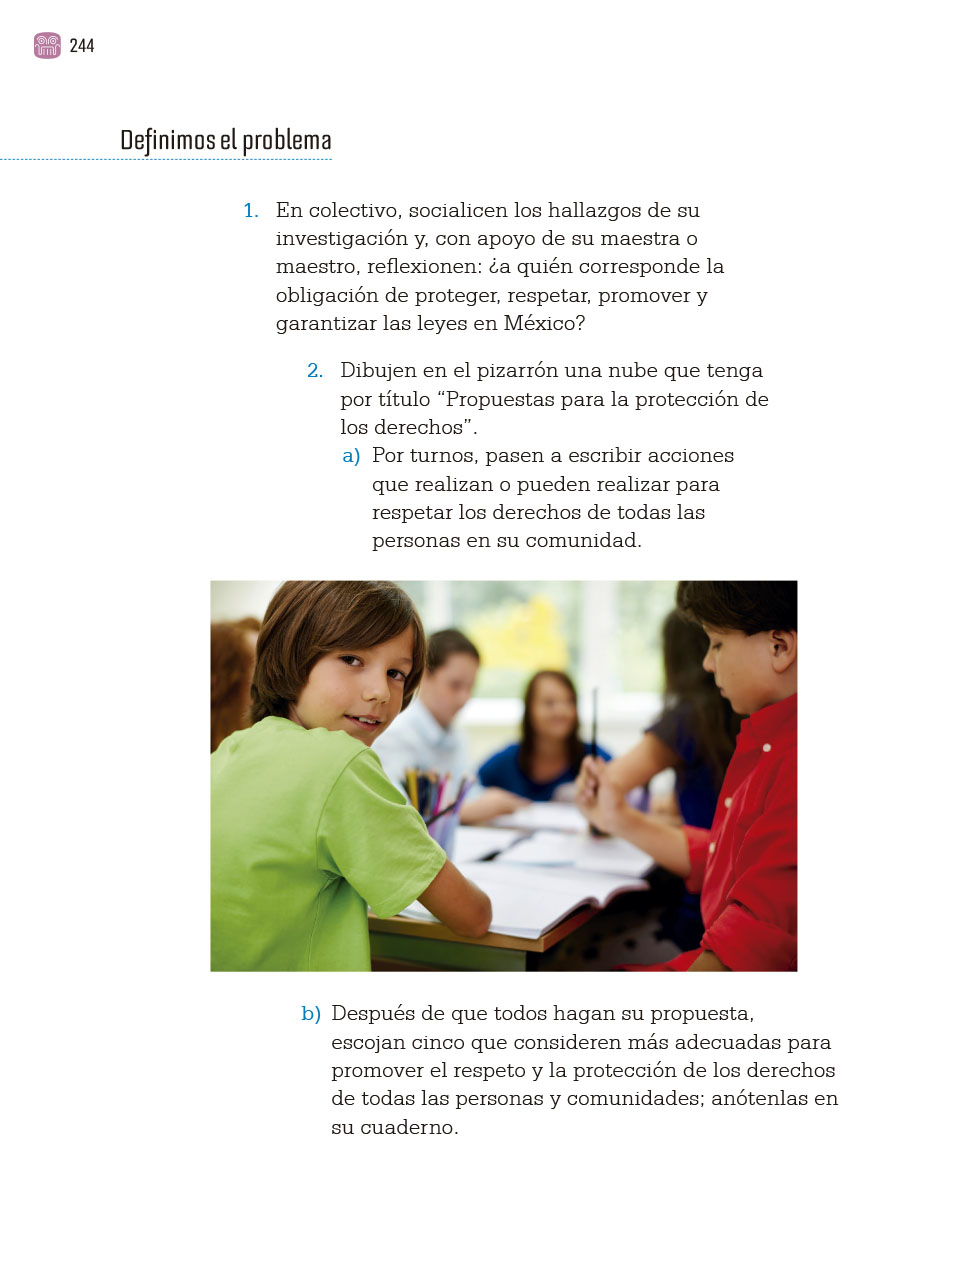 244
Definimos el problema
1. En colectivo, socialicen los hallazgos de su
investigación y, con apoyo de su maestra o
maestro, reflexionen: ¿a quién corresponde la
obligación de proteger, respetar, promover y
garantizar las leyes en México?
2. Dibujen en el pizarrón una nube que tenga
por título “Propuestas para la protección de
los derechos”.
a) Por turnos, pasen a escribir acciones
que realizan o pueden realizar para
respetar los derechos de todas las
personas en su comunidad.
b) Después de que todos hagan su propuesta,
escojan cinco que consideren más adecuadas para
promover el respeto y la protección de los derechos
de todas las personas y comunidades; anótenlas en
su cuaderno.